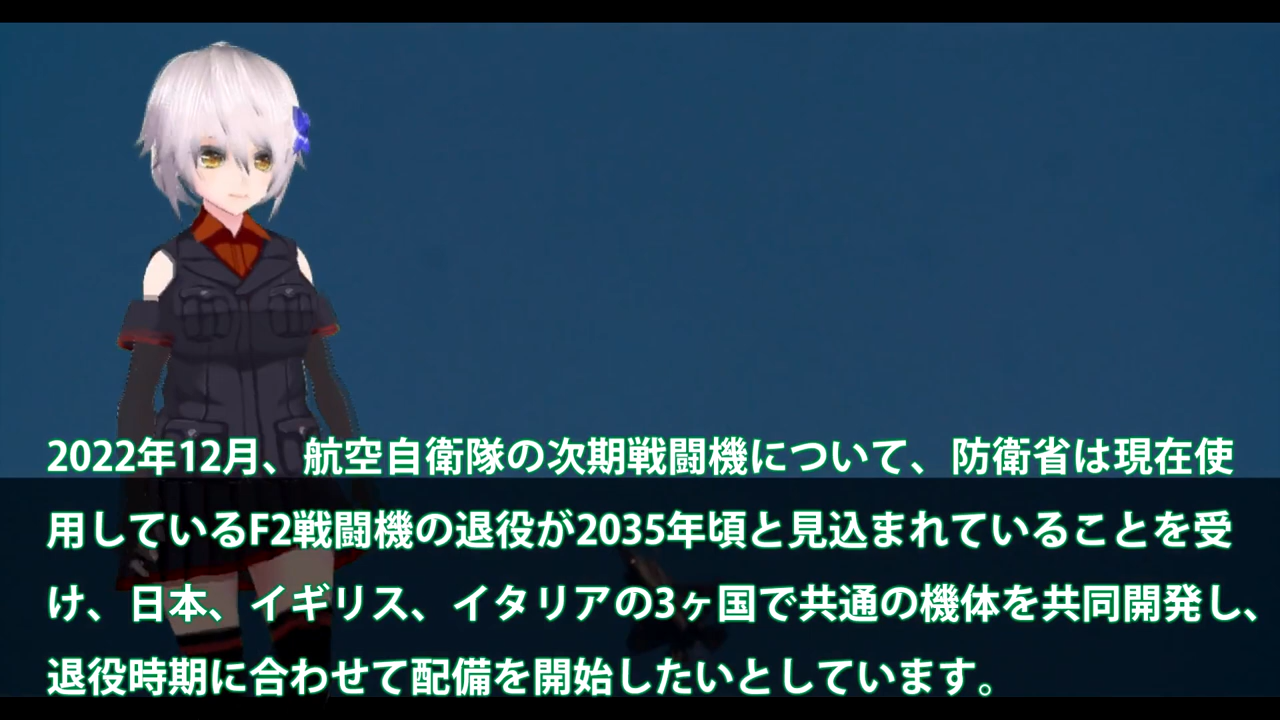 2022年12月、航空自衛隊の次期戦闘機について、防衛省は現在使
用しているF2戦闘機の退役が2035年頃と見込まれていることを受
け、日本、イギリス、イタリアの3ヶ国で共通の機体を共同開発し、
退役時期に合わせて配備を開始したいとしています。